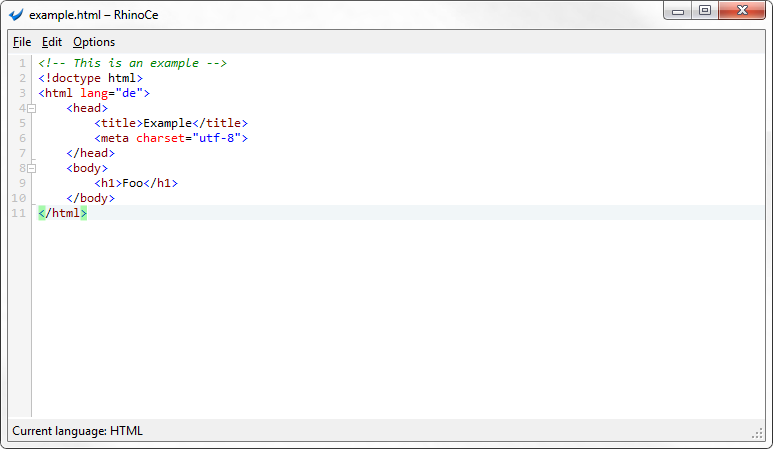 example.html – RhinoCe
File Edit Options
1 <!-- This is an example -->
2 <!doctype html>
3 <html lang="de">
4     <head>
5         <title>Example</title>
6         <meta charset="utf-8">
7     </head>
8     <body>
9         <h1>Foo</h1>
10     </body>
11 </html>
Current language: HTML